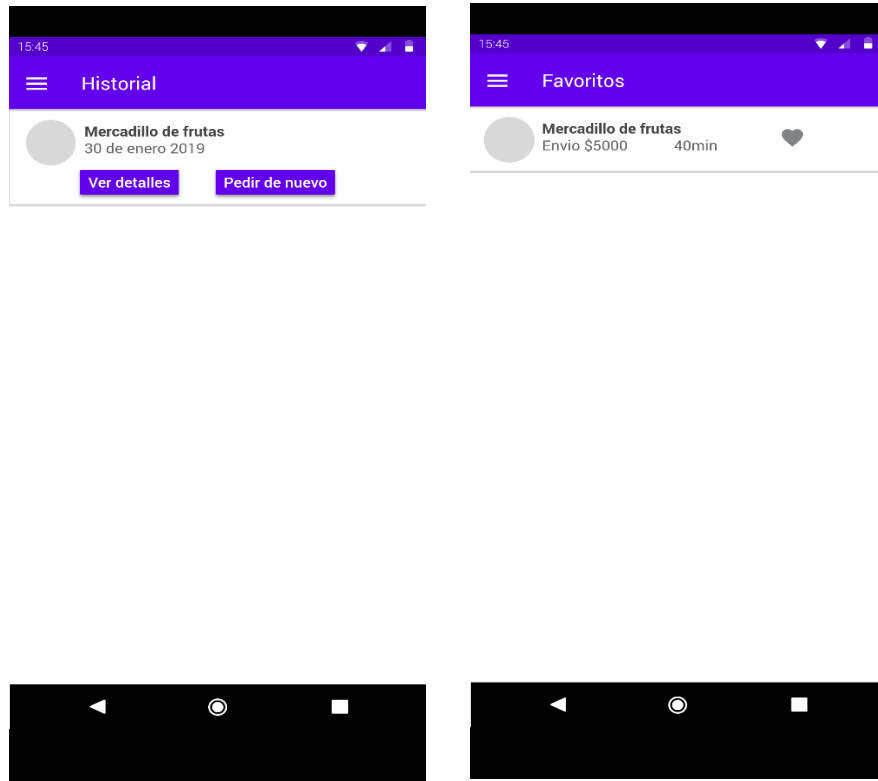 15:45
Historial
Mercadillo de frutas
30 de enero 2019
Ver detalles Pedir de nuevo
15:45
Favoritos
Mercadillo de frutas
Envio $5000 40min